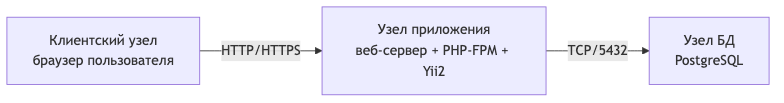 Клиентский узел
браузер пользователя
HTTP/HTTPS
Узел приложения
веб-сервер + PHP-FPM +
Yii2
TCP/5432
Узел БД
PostgreSQL